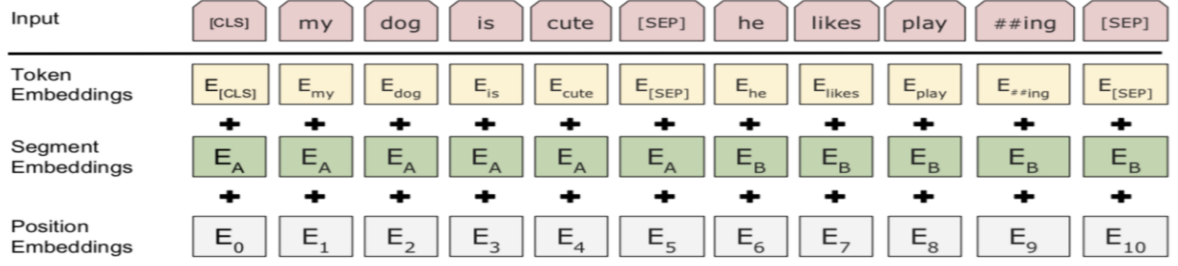 Input [CLS] my dog is cute [SEP] he likes play ##ing [SEP]
Token
Embeddings
E[CLS] Emy Edog Eis Ecute E[SEP] Ehe Elikes Eplay E##ing E[SEP]
+ + + + + + + + + + +
Segment
Embeddings
EA EA EA EA EA EA EB EB EB EB EB
+ + + + + + + + + + +
Position
Embeddings
E0 E1 E2 E3 E4 E5 E6 E7 E8 E9 E10